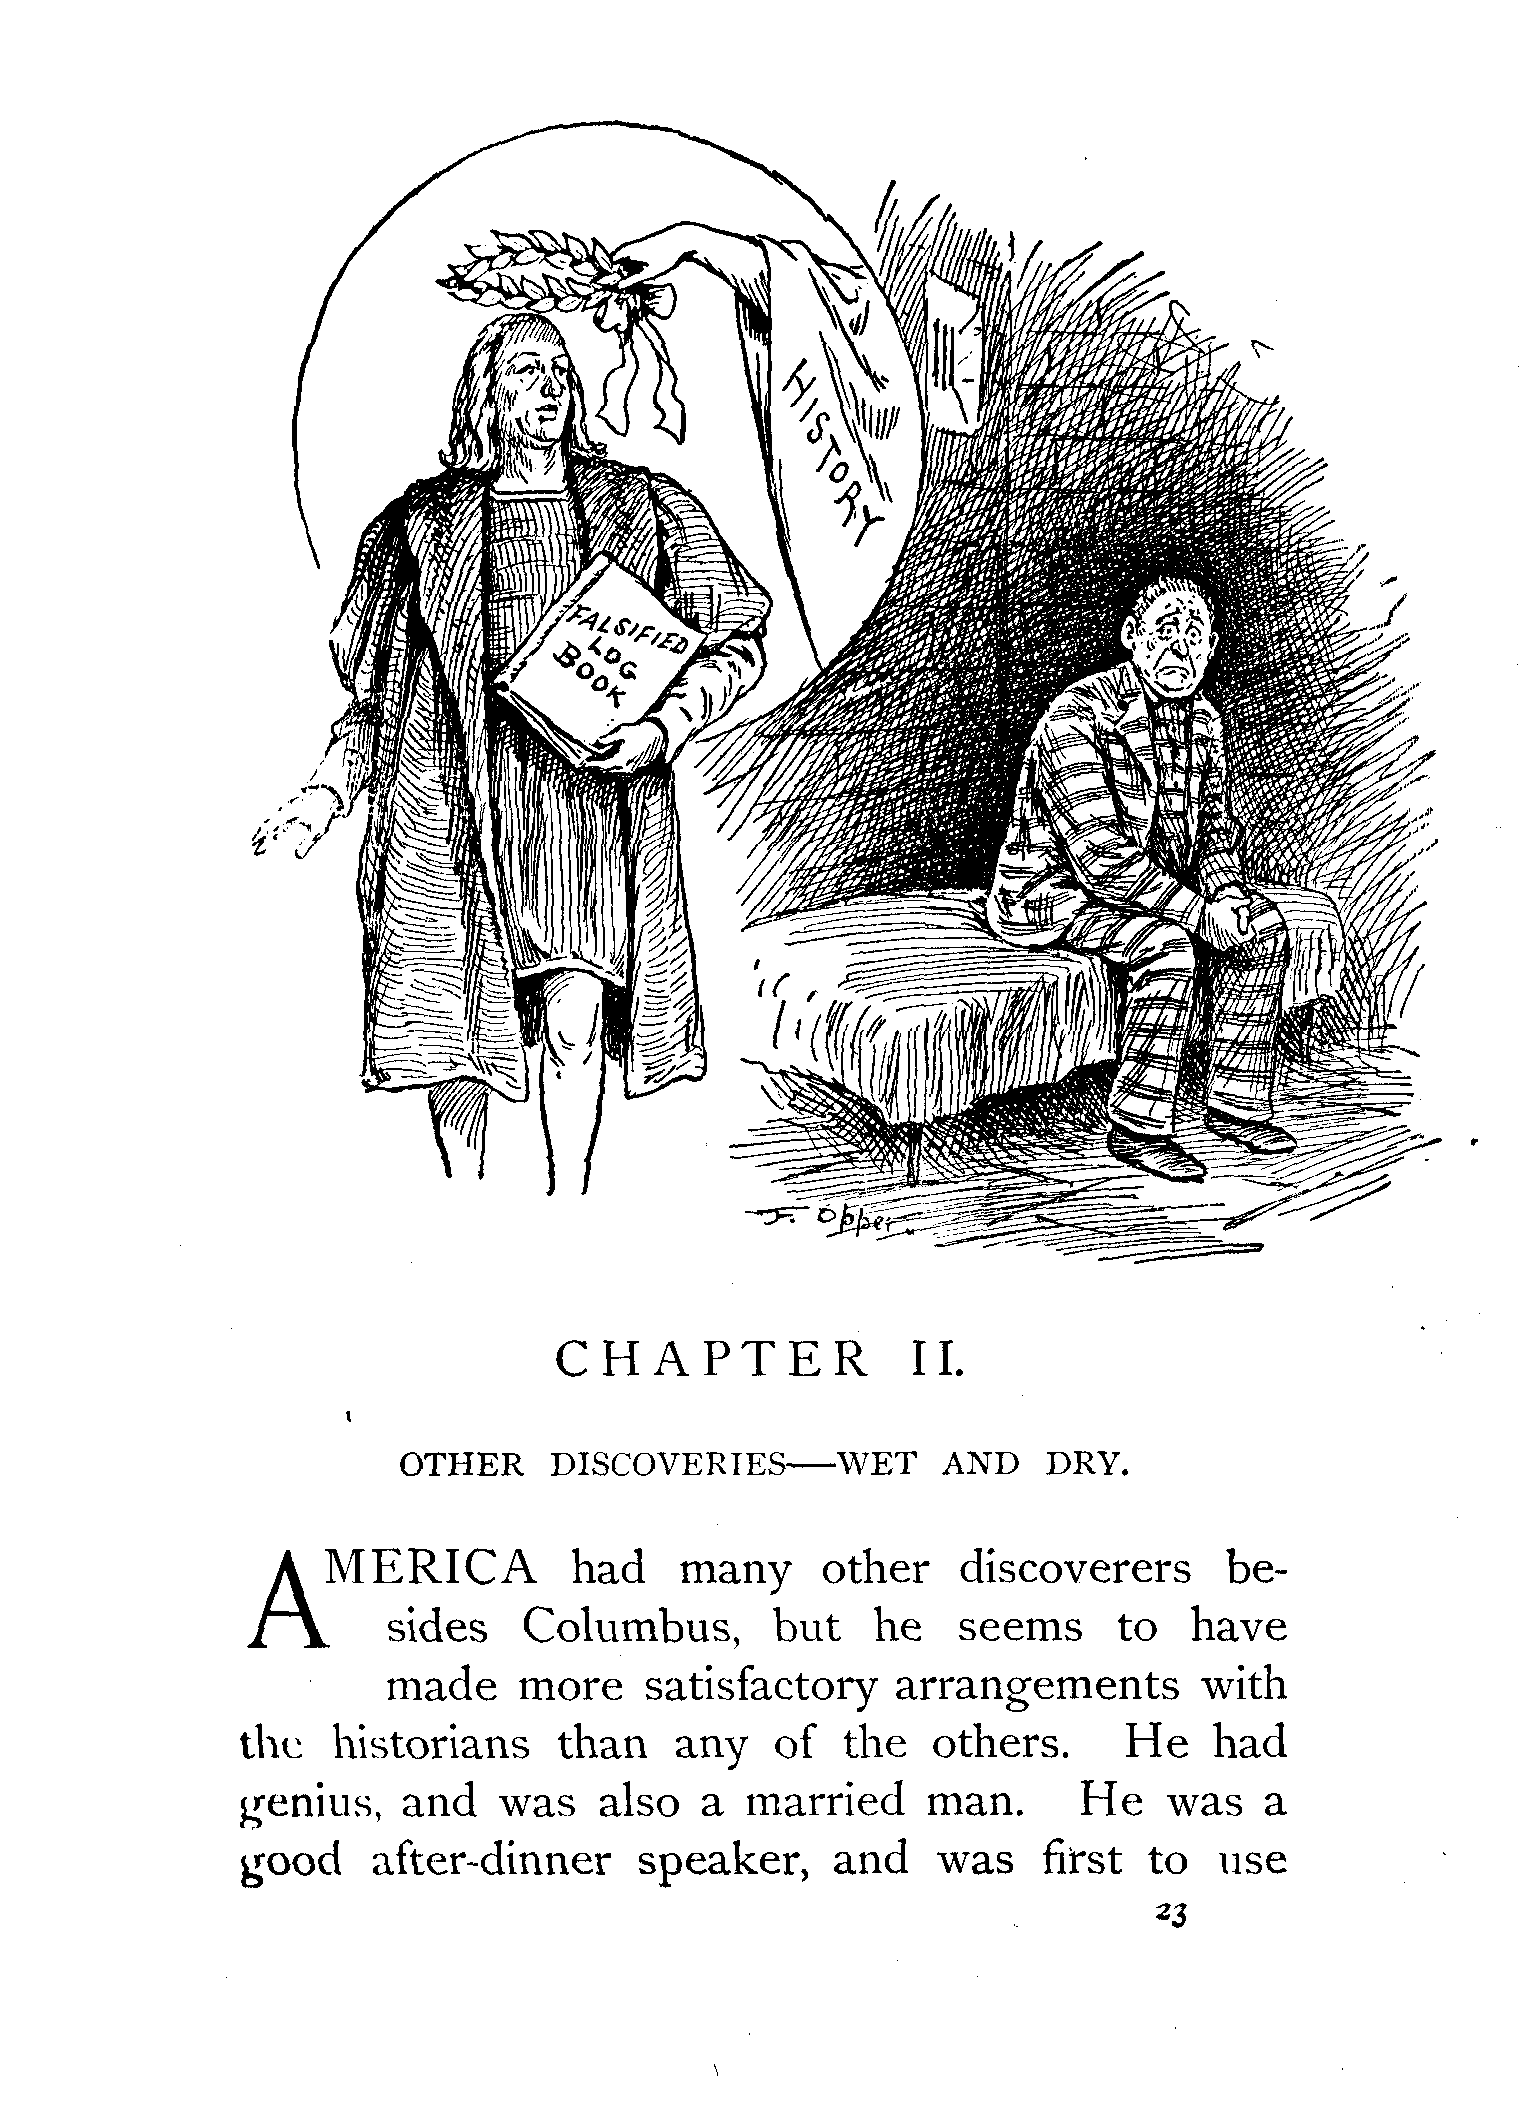 HISTORY
FALSIFIED
LOG
BOOK
F. Opper.
CHAPTER II.
OTHER DISCOVERIES—WET AND DRY.
AMERICA had many other discoverers be-
sides Columbus, but he seems to have
made more satisfactory arrangements with
the historians than any of the others. He had
genius, and was also a married man. He was a
good after-dinner speaker, and was first to use
23